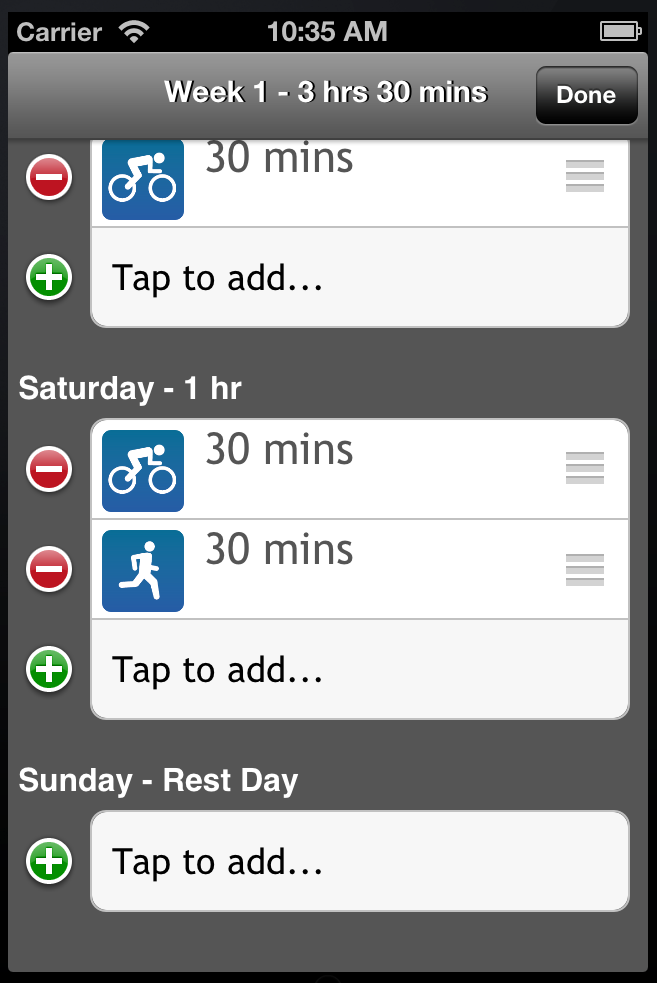 Carrier 10:35 AM
Week 1 - 3 hrs 30 mins Done
30 mins
Tap to add...
Saturday - 1 hr
30 mins
30 mins
Tap to add...
Sunday - Rest Day
Tap to add...